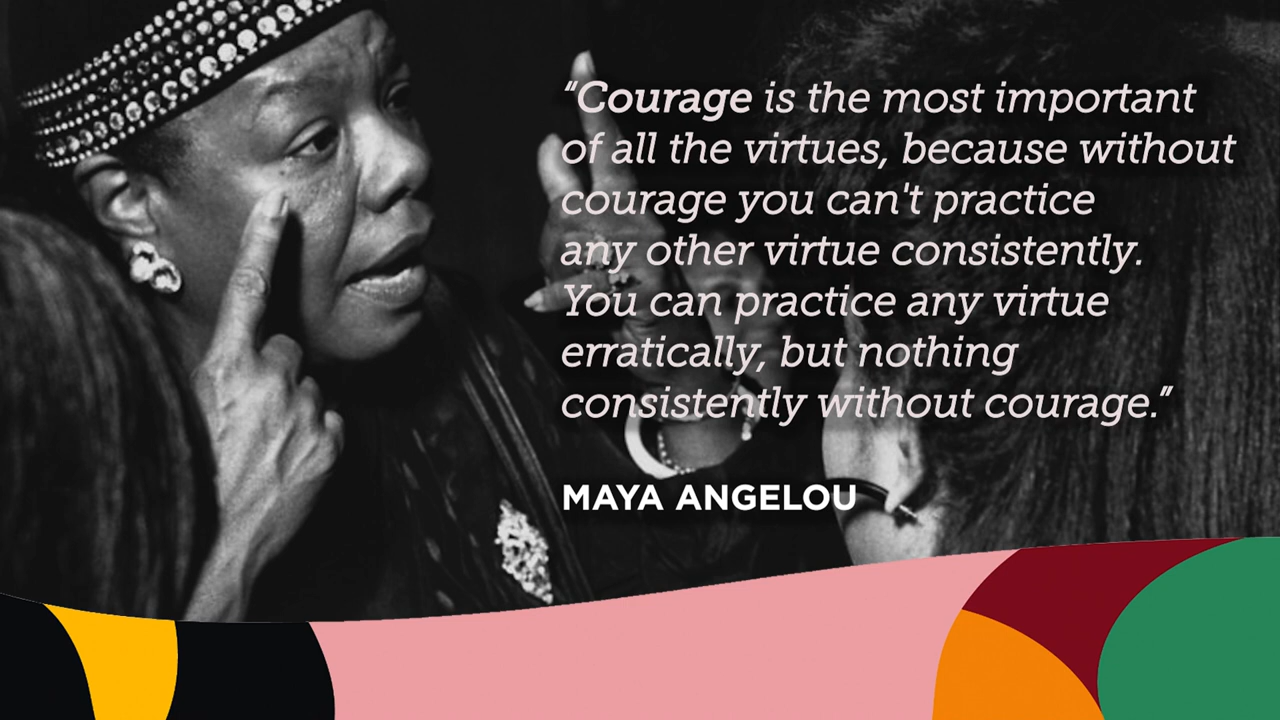 “Courage is the most important
of all the virtues, because without
courage you can't practice
any other virtue consistently.
You can practice any virtue
erratically, but nothing
consistently without courage.”
MAYA ANGELOU